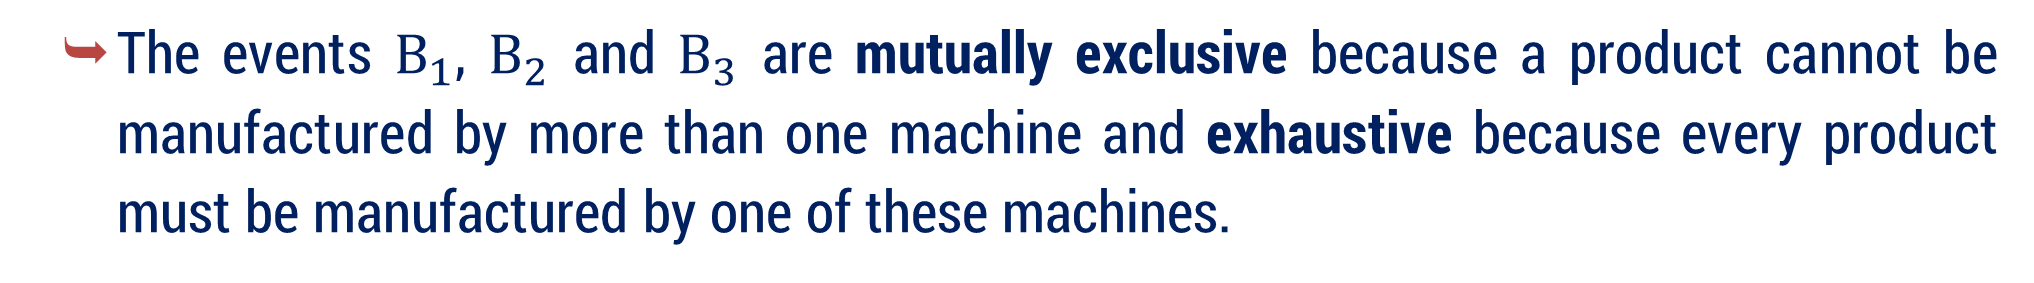 The events B₁, B₂ and B₃ are mutually exclusive because a product cannot be
manufactured by more than one machine and exhaustive because every product
must be manufactured by one of these machines.